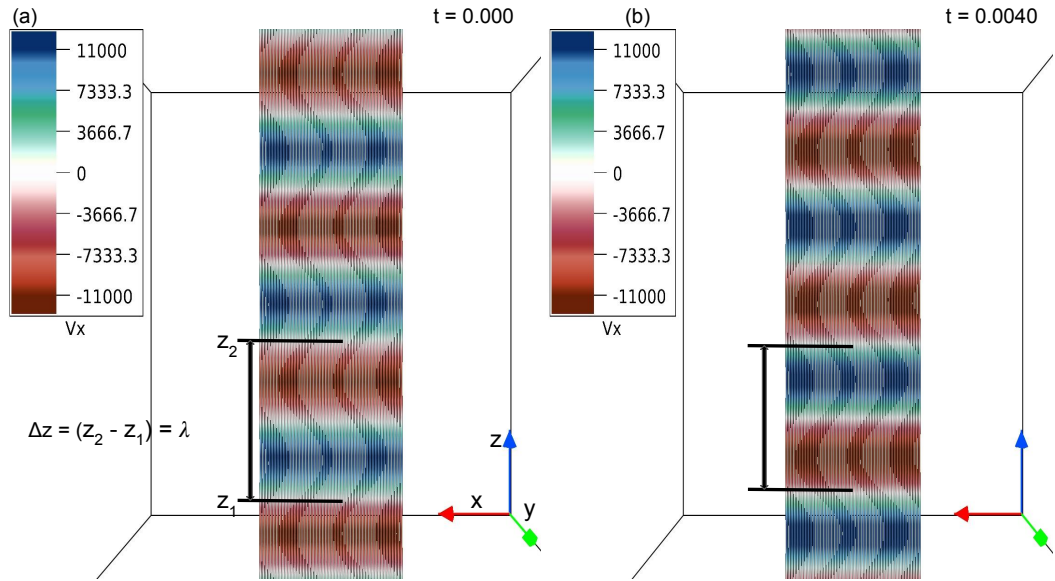 (a)
t = 0.000
11000
7333.3
3666.7
0
-3666.7
-7333.3
-11000
Vx
z2
Δz = (z2 - z1) = λ
z1
z
x
y
(b)
t = 0.0040
11000
7333.3
3666.7
0
-3666.7
-7333.3
-11000
Vx